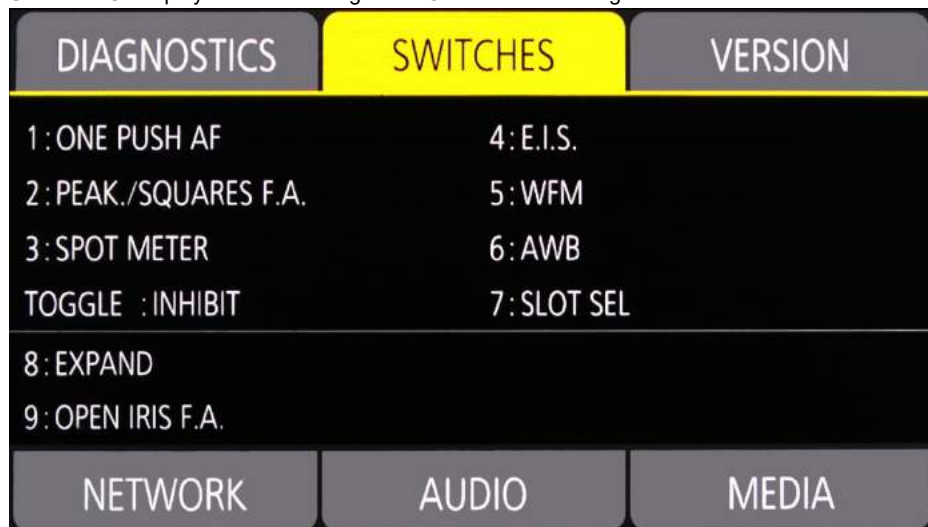 DIAGNOSTICS SWITCHES VERSION
1:ONE PUSH AF 4:E.I.S.
2:PEAK./SQUARES F.A. 5:WFM
3:SPOT METER 6:AWB
TOGGLE :INHIBIT 7:SLOT SEL
8:EXPAND
9:OPEN IRIS F.A.
NETWORK AUDIO MEDIA